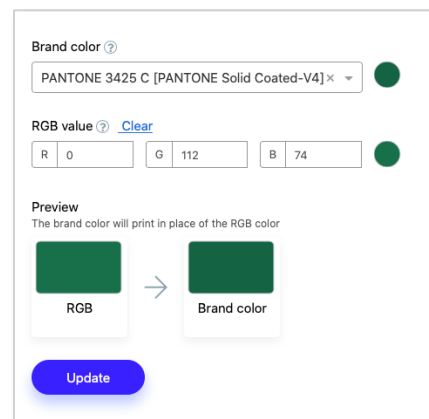 Brand color ?
PANTONE 3425 C [PANTONE Solid Coated-V4] ×
RGB value ? Clear
R 0 G 112 B 74
Preview
The brand color will print in place of the RGB color
RGB Brand color
Update